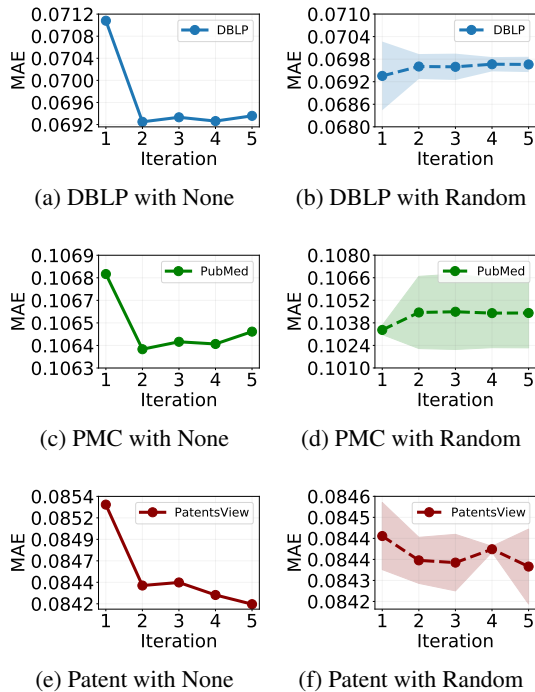 0.0712
0.0708
0.0704
0.0700
0.0696
0.0692
MAE
DBLP
1 2 3 4 5
Iteration
(a) DBLP with None
0.0710
0.0704
0.0698
0.0692
0.0686
0.0680
MAE
DBLP
1 2 3 4 5
Iteration
(b) DBLP with Random
0.1069
0.1068
0.1067
0.1065
0.1064
0.1063
MAE
PubMed
1 2 3 4 5
Iteration
(c) PMC with None
0.1080
0.1066
0.1052
0.1038
0.1024
0.1010
MAE
PubMed
1 2 3 4 5
Iteration
(d) PMC with Random
0.0854
0.0852
0.0849
0.0847
0.0844
0.0842
MAE
PatentsView
1 2 3 4 5
Iteration
(e) Patent with None
0.0846
0.0844
0.0844
0.0843
0.0842
MAE
PatentsView
1 2 3 4 5
Iteration
(f) Patent with Random